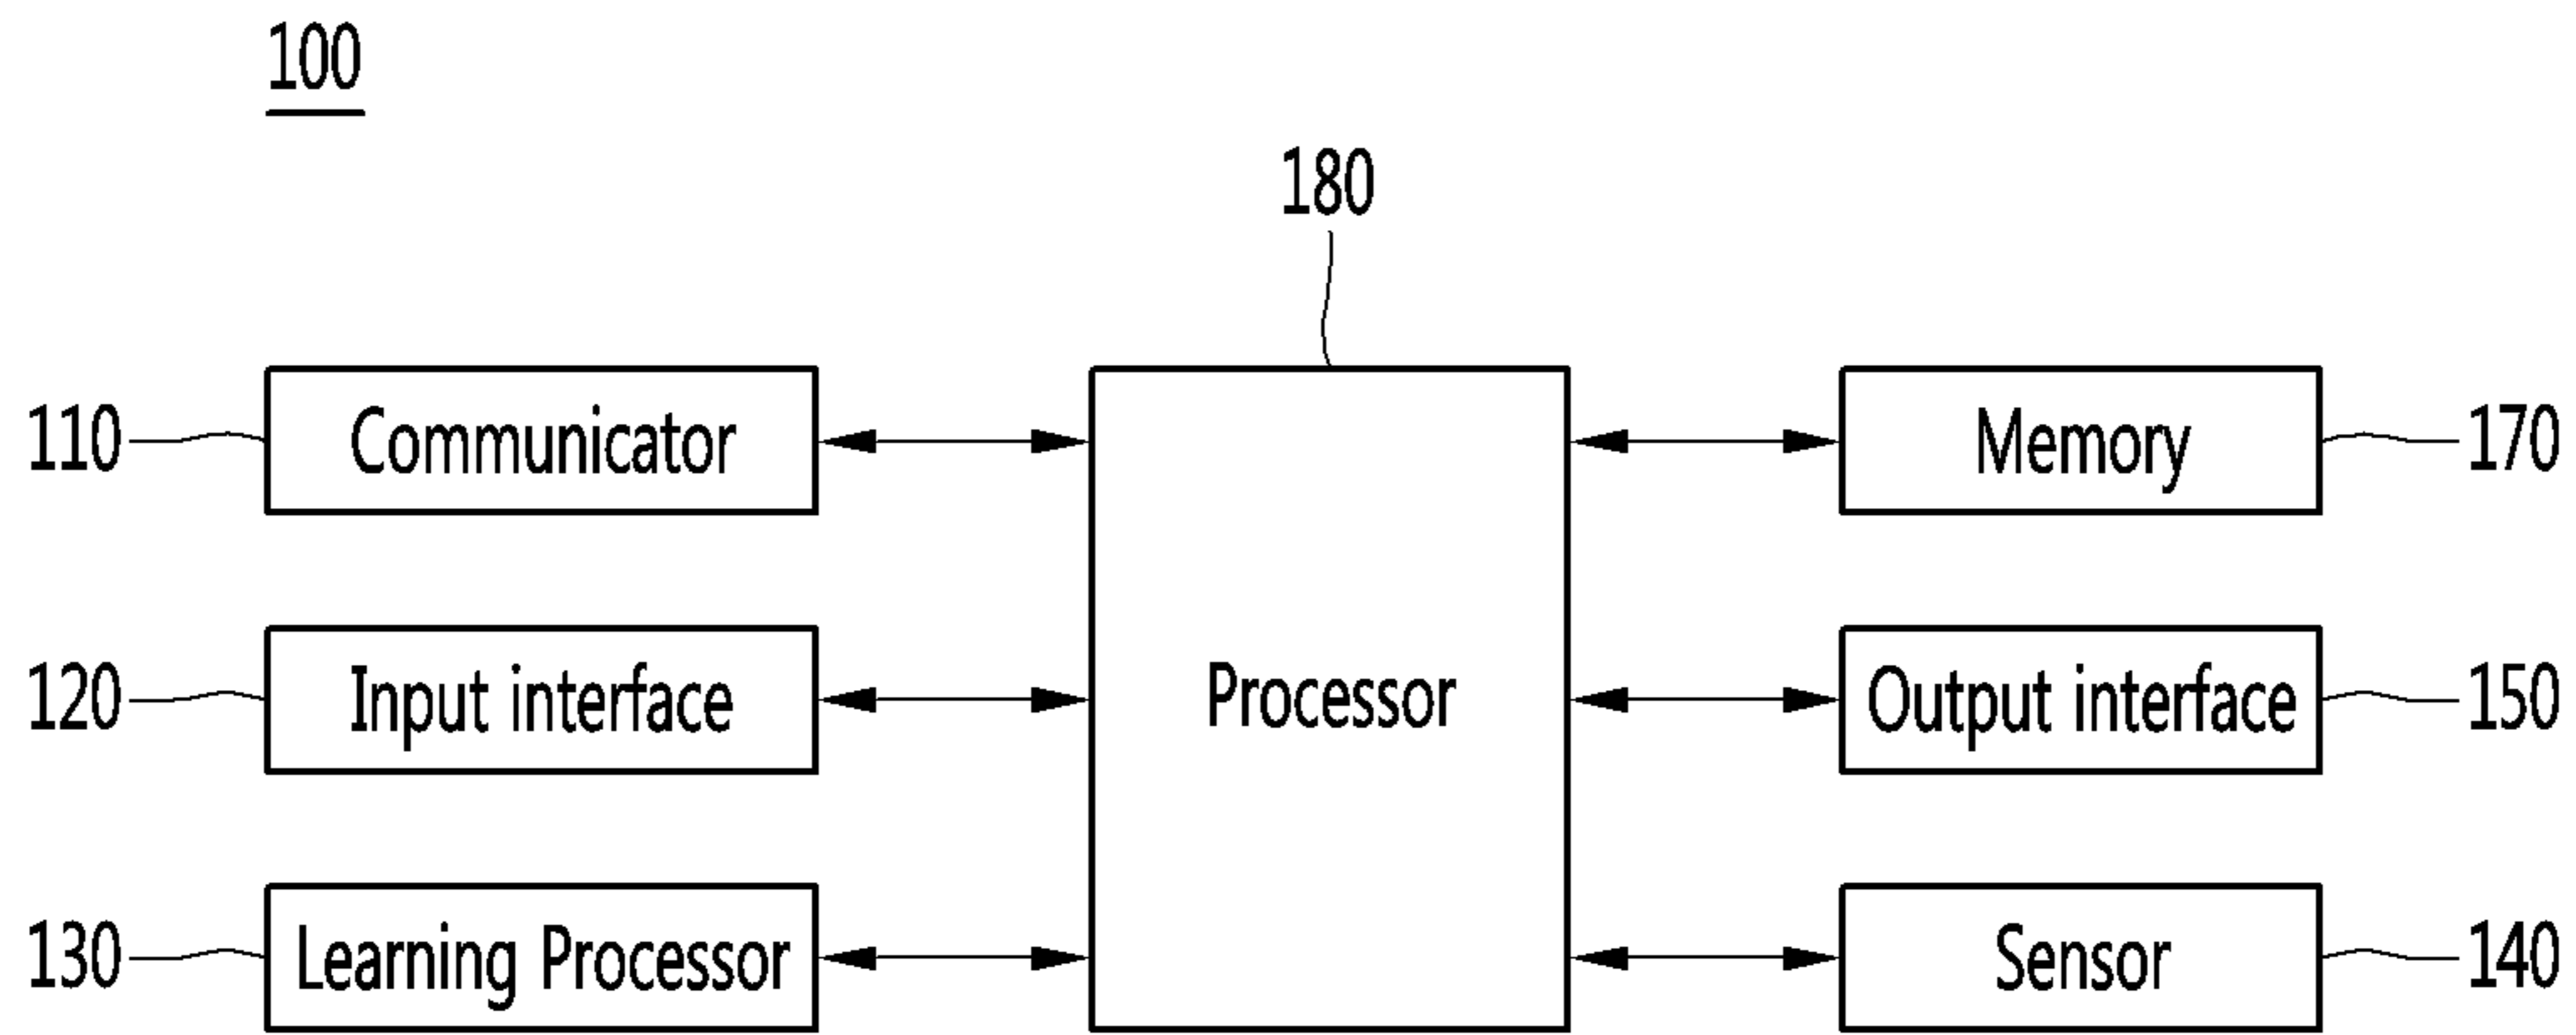 100
180
110 Communicator Memory 170
120 Input interface Processor Output interface 150
130 Learning Processor Sensor 140